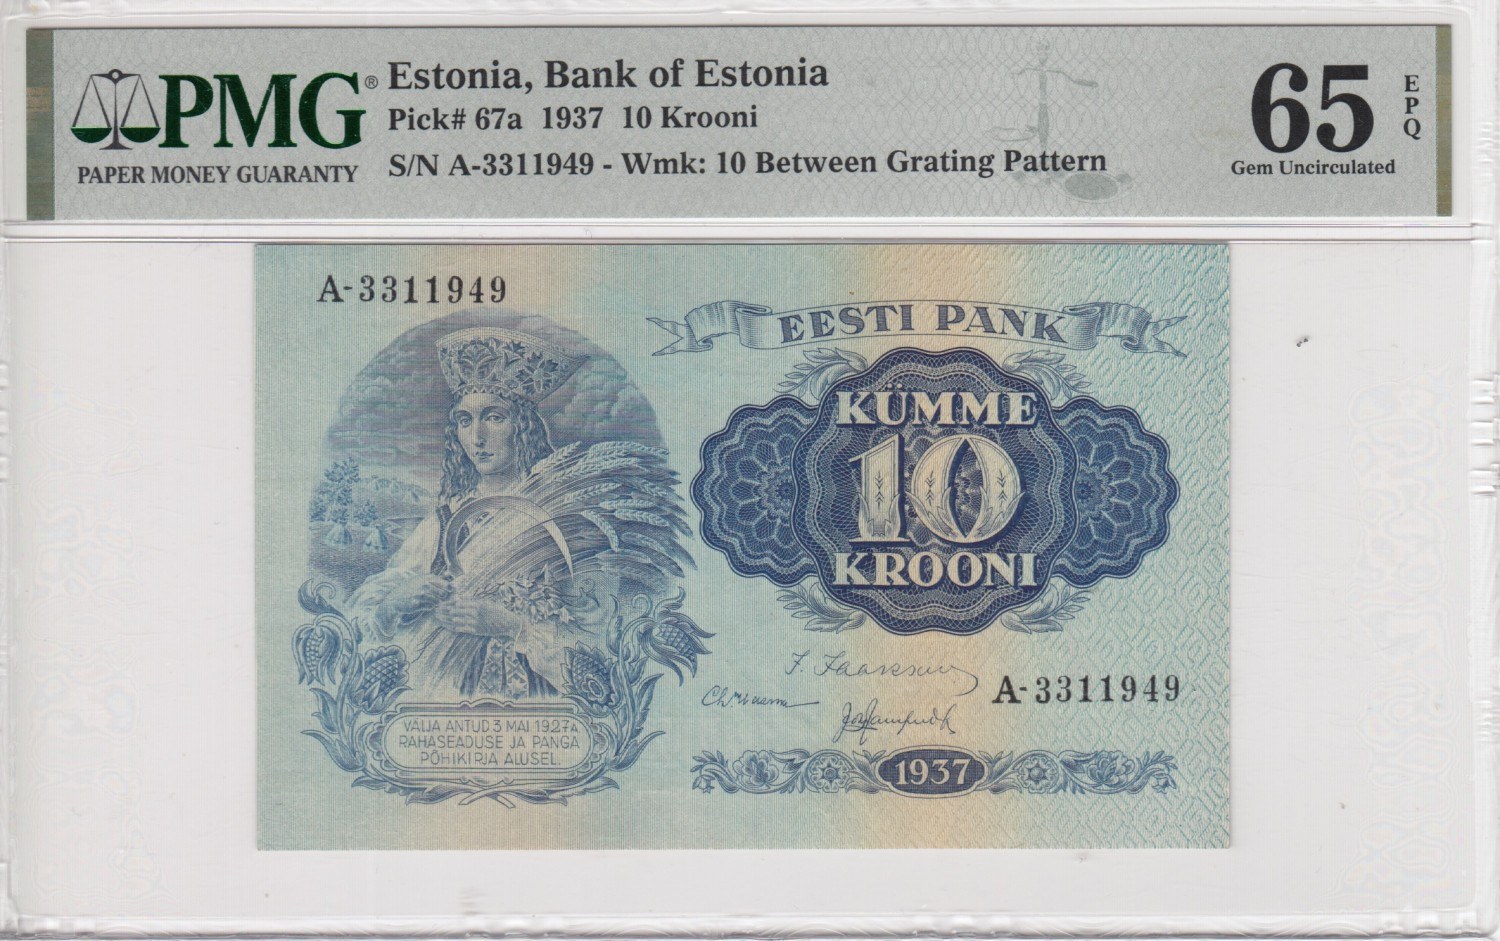 PMG®
PAPER MONEY GUARANTY
Estonia, Bank of Estonia
Pick# 67a 1937 10 Krooni
S/N A-3311949 - Wmk: 10 Between Grating Pattern
65
EPQ
Gem Uncirculated
A-3311949
EESTI PANK
KÜMME
10
KROONI
A-3311949
VÄLJA ANTUD 3 MAI 1927 A
RAHASEADUSE JA PANGA
PÕHIKIRJA ALUSEL.
1937